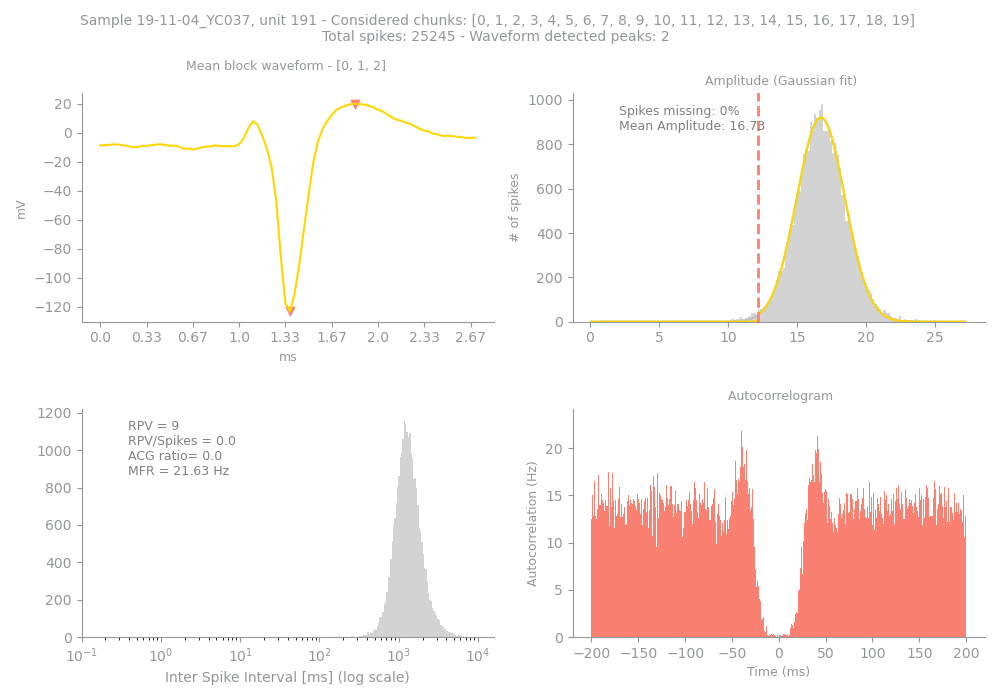 Sample 19-11-04_YC037, unit 191 - Considered chunks: [0, 1, 2, 3, 4, 5, 6, 7, 8, 9, 10, 11, 12, 13, 14, 15, 16, 17, 18, 19]
Total spikes: 25245 - Waveform detected peaks: 2
Mean block waveform - [0, 1, 2]
20
0
−20
−40
−60
−80
−100
−120
mV
0.0 0.33 0.67 1.0 1.33 1.67 2.0 2.33 2.67
ms
Amplitude (Gaussian fit)
Spikes missing: 0%
Mean Amplitude: 16.73
1000
800
600
400
200
0
# of spikes
0 5 10 15 20 25
RPV = 9
RPV/Spikes = 0.0
ACG ratio= 0.0
MFR = 21.63 Hz
1200
1000
800
600
400
200
0
10⁻¹ 10⁰ 10¹ 10² 10³ 10⁴
Inter Spike Interval [ms] (log scale)
Autocorrelogram
20
15
10
5
0
Autocorrelation (Hz)
−200 −150 −100 −50 0 50 100 150 200
Time (ms)